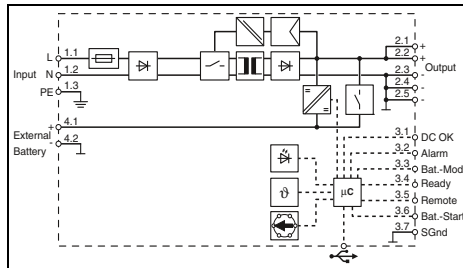 L 1.1
Input N 1.2
PE 1.3
External Battery
+ 4.1
- 4.2
2.1 +
2.2 +
2.3 -
2.4 -
2.5 -
Output
3.1 DC OK
3.2 Alarm
3.3 Bat.-Mod
3.4 Ready
3.5 Remote
3.6 Bat.-Start
3.7 SGnd
=
=
ϑ
µC